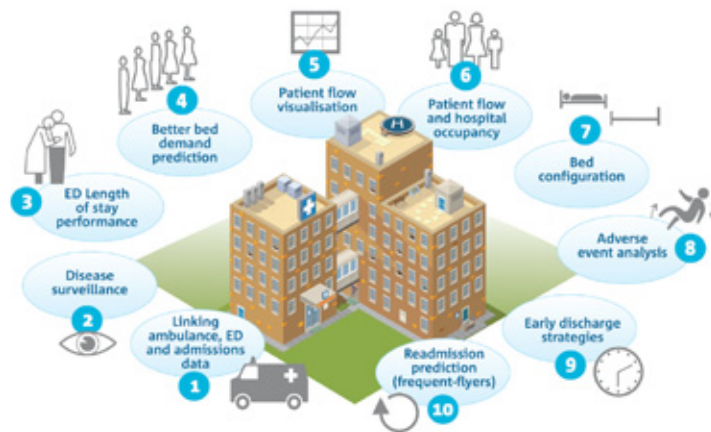 1
Linking
ambulance, ED
and admissions
data
2
Disease
surveillance
3
ED Length
of stay
performance
4
Better bed
demand
prediction
5
Patient flow
visualisation
6
Patient flow
and hospital
occupancy
7
Bed
configuration
8
Adverse
event analysis
9
Early discharge
strategies
10
Readmission
prediction
(frequent-flyers)
H